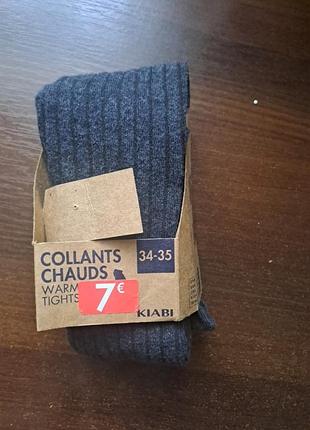 COLLANTS
CHAUDS
34-35
WARM
TIGHTS
7€
KIABI